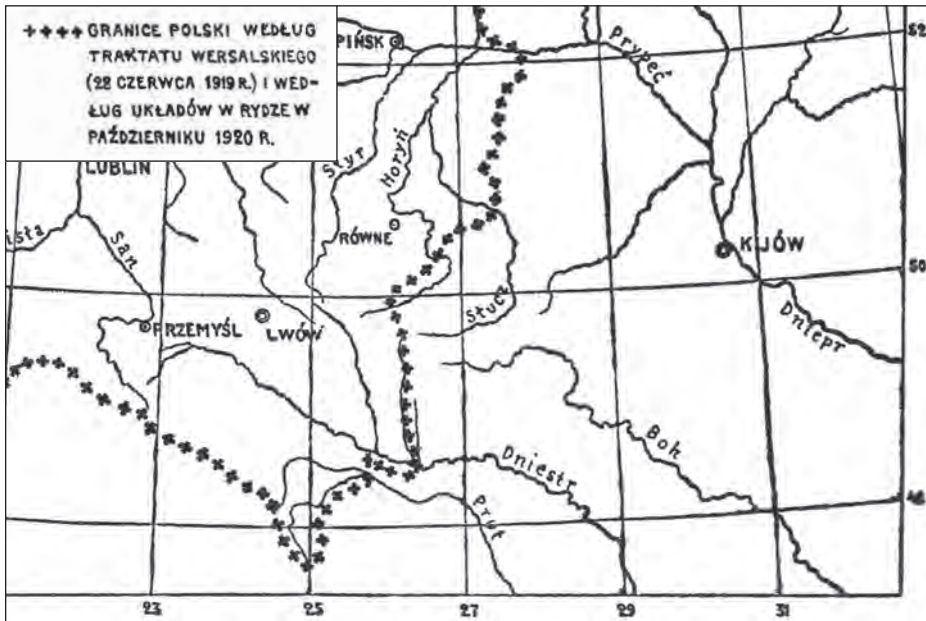 ++++ GRANICE POLSKI WEDŁUG
TRAKTATU WERSALSKIEGO
(28 CZERWCA 1919 R.) I WED-
ŁUG UKŁADÓW W RYDZE W
PAŹDZIERNIKU 1920 R.
PIŃSK
Prypeć
52
LUBLIN
Styr
Horyń
ista
San
RÓWNE
KIJÓW
50
Słucz
Dniepr
PRZEMYŚL
LWÓW
Boh
Dniestr
Prut
48
23
25
27
29
31